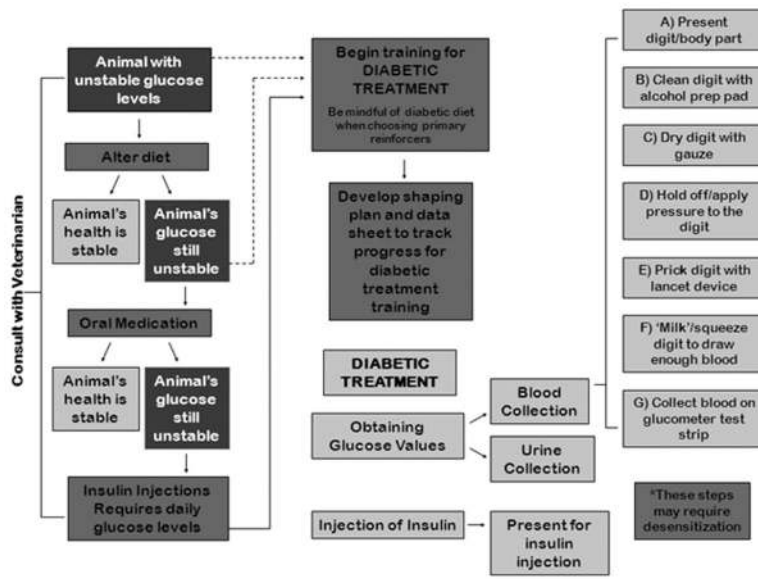 Consult with Veterinarian
Animal with
unstable glucose
levels
Alter diet
Animal's
health is
stable
Animal's
glucose
still
unstable
Oral Medication
Animal's
health is
stable
Animal's
glucose
still
unstable
Insulin Injections
Requires daily
glucose levels
Begin training for
DIABETIC
TREATMENT
Be mindful of diabetic diet
when choosing primary
reinforcers
Develop shaping
plan and data
sheet to track
progress for
diabetic
treatment
training
DIABETIC
TREATMENT
Obtaining
Glucose Values
Blood
Collection
Urine
Collection
Injection of Insulin
Present for
insulin
injection
A) Present
digit/body part
B) Clean digit with
alcohol prep pad
C) Dry digit with
gauze
D) Hold off/apply
pressure to the
digit
E) Prick digit with
lancet device
F) 'Milk'/squeeze
digit to draw
enough blood
G) Collect blood on
glucometer test
strip
*These steps
may require
desensitization